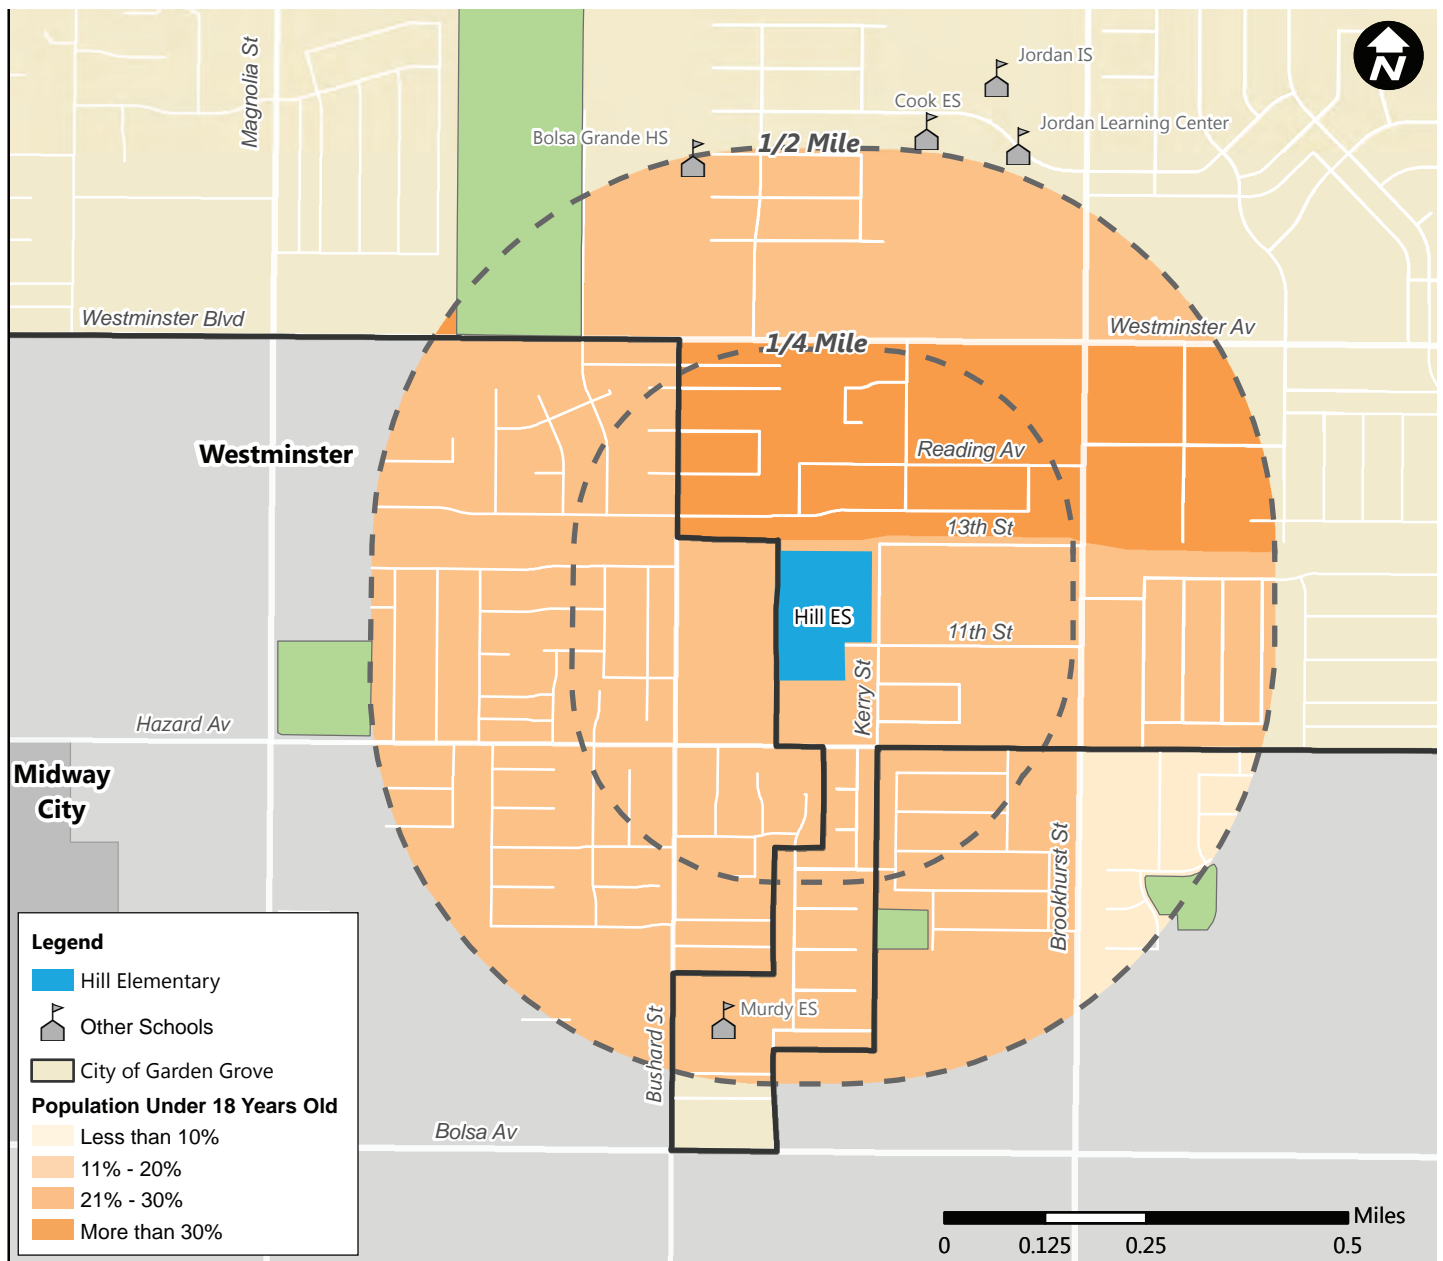 Magnolia St
Jordan IS
N
Cook ES
Jordan Learning Center
Bolsa Grande HS
1/2 Mile
Westminster Blvd
Westminster Av
1/4 Mile
Westminster
Reading Av
13th St
Hill ES
11th St
Kerry St
Hazard Av
Midway
City
Brookhurst St
Legend
Hill Elementary
Other Schools
City of Garden Grove
Population Under 18 Years Old
Less than 10%
11% - 20%
21% - 30%
More than 30%
Murdy ES
Bushard St
Bolsa Av
Miles
0 0.125 0.25 0.5